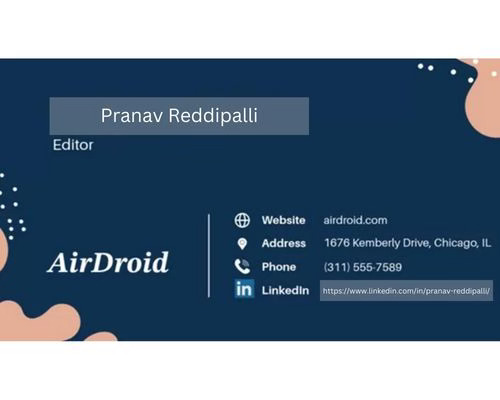 Pranav Reddipalli
Editor
AirDroid
Website airdroid.com
Address 1676 Kemberly Drive, Chicago, IL
Phone (311) 555-7589
in LinkedIn https://www.linkedin.com/in/pranav-reddipalli/